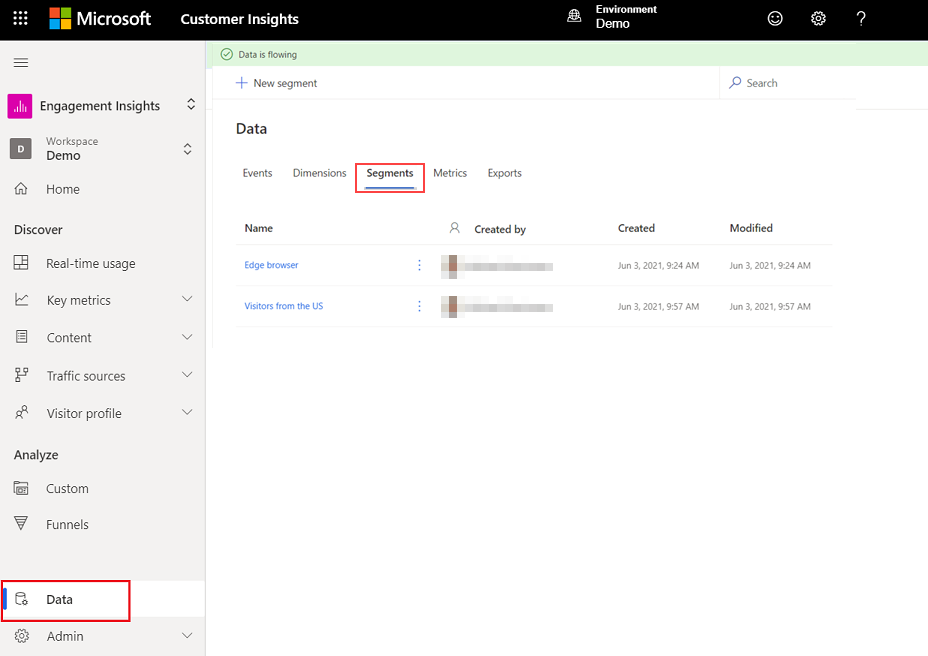 Microsoft Customer Insights
Environment
Demo
?
Data is flowing
Engagement Insights
D
Workspace
Demo
Home
Discover
Real-time usage
Key metrics
Content
Traffic sources
Visitor profile
Analyze
Custom
Funnels
Data
Admin
New segment
Search
Data
Events Dimensions Segments Metrics Exports
Name Created by Created Modified
Edge browser Jun 3, 2021, 9:24 AM Jun 3, 2021, 9:24 AM
Visitors from the US Jun 3, 2021, 9:57 AM Jun 3, 2021, 9:57 AM